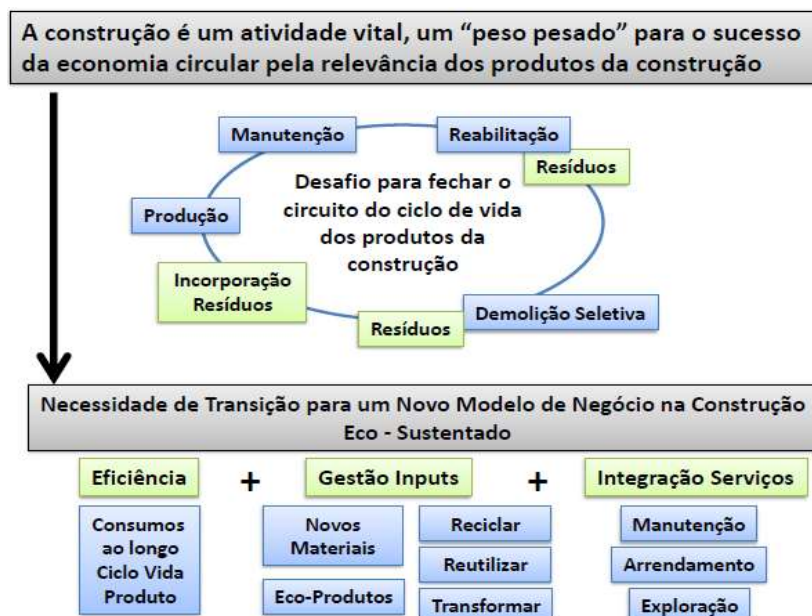 A construção é um atividade vital, um “peso pesado” para o sucesso
da economia circular pela relevância dos produtos da construção
Manutenção
Reabilitação
Resíduos
Desafio para fechar o
circuito do ciclo de vida
dos produtos da
construção
Produção
Incorporação
Resíduos
Resíduos
Demolição Seletiva
Necessidade de Transição para um Novo Modelo de Negócio na Construção
Eco - Sustentado
Eficiência
+
Gestão Inputs
+
Integração Serviços
Consumos
ao longo
Ciclo Vida
Produto
Novos
Materiais
Eco-Produtos
Reciclar
Reutilizar
Transformar
Manutenção
Arrendamento
Exploração